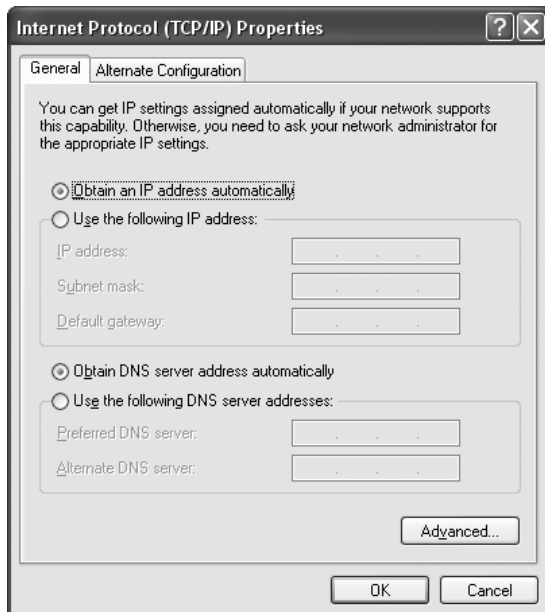 Internet Protocol (TCP/IP) Properties
General
Alternate Configuration
You can get IP settings assigned automatically if your network supports
this capability. Otherwise, you need to ask your network administrator for
the appropriate IP settings.
Obtain an IP address automatically
Use the following IP address:
IP address:
Subnet mask:
Default gateway:
Obtain DNS server address automatically
Use the following DNS server addresses:
Preferred DNS server:
Alternate DNS server:
Advanced...
OK
Cancel